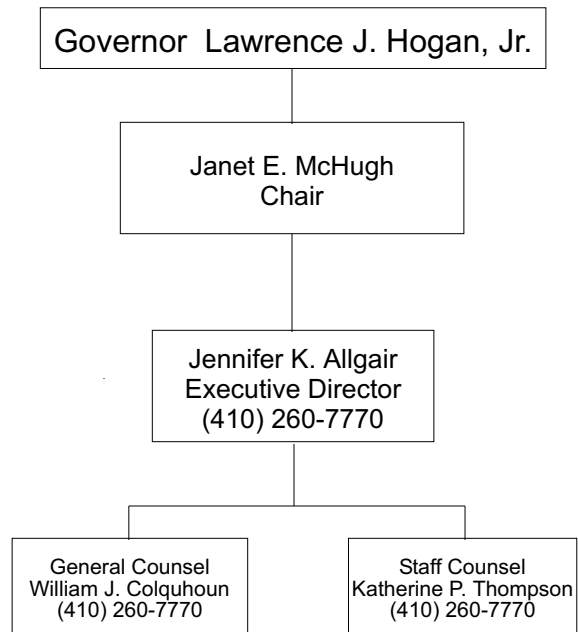 Governor Lawrence J. Hogan, Jr.
Janet E. McHugh
Chair
Jennifer K. Allgair
Executive Director
(410) 260-7770
General Counsel
William J. Colquhoun
(410) 260-7770
Staff Counsel
Katherine P. Thompson
(410) 260-7770